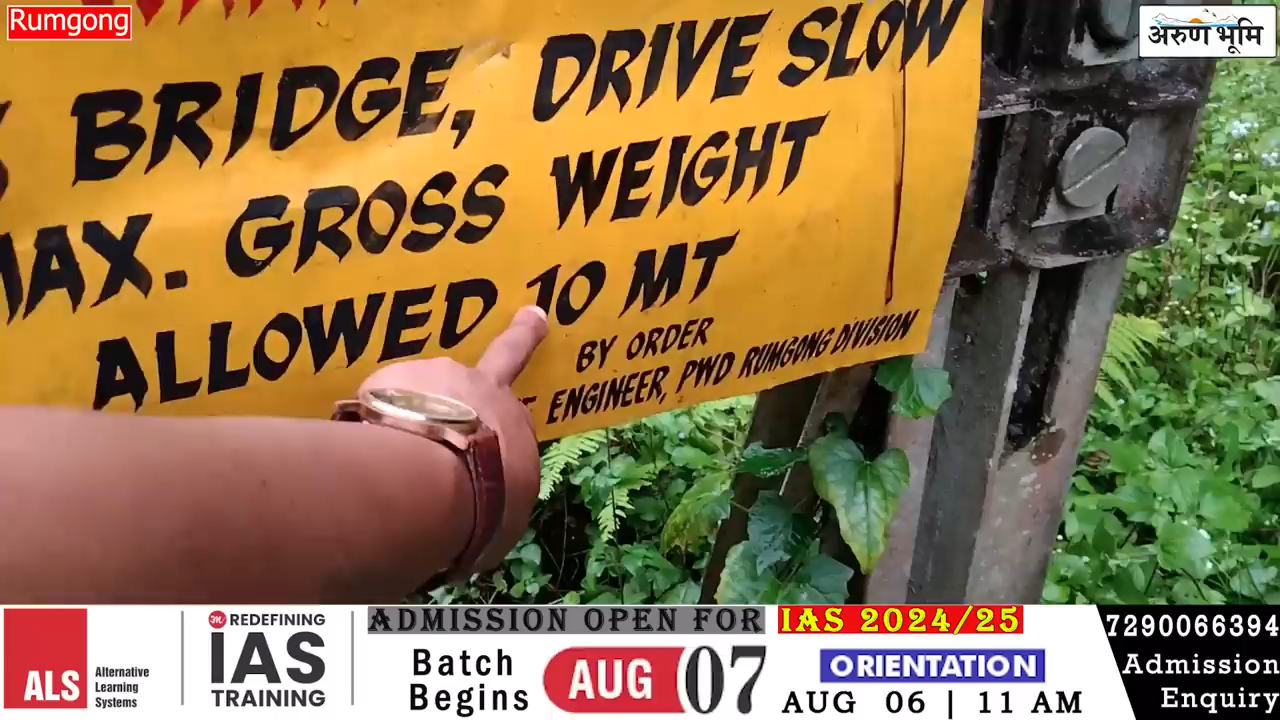 Rumgong
अरुण भूमि
BRIDGE, DRIVE SLOW
MAX. GROSS WEIGHT
ALLOWED 10 MT
BY ORDER
ENGINEER, PWD RUMGONG DIVISION
ALS
Alternative
Learning
Systems
REDEFINING
IAS
TRAINING
ADMISSION OPEN FOR IAS 2024/25
Batch
Begins
AUG 07
ORIENTATION
AUG 06 | 11 AM
7290066394
Admission
Enquiry